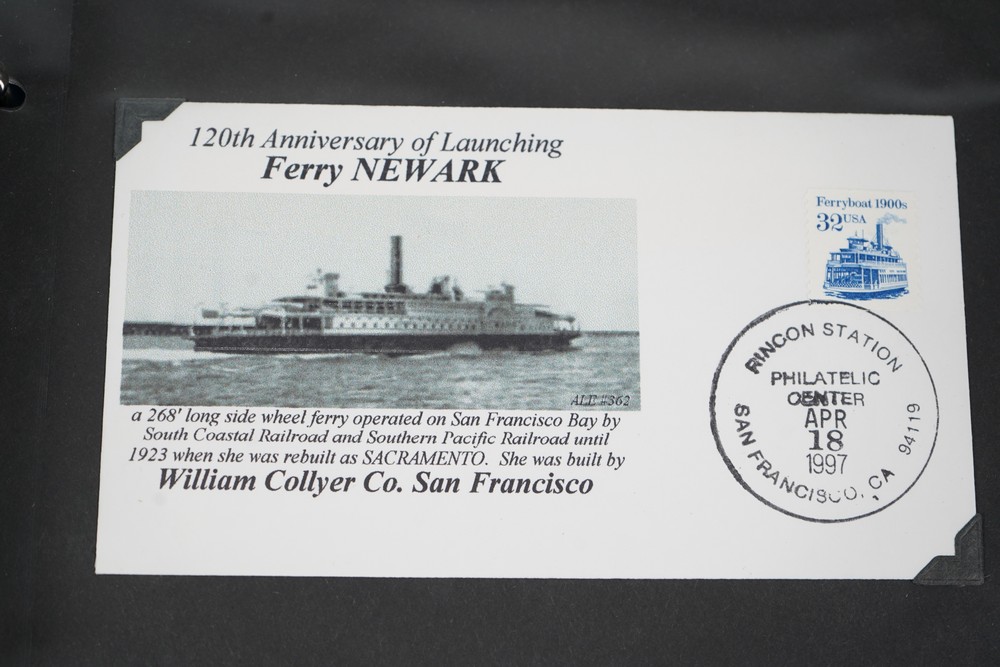 120th Anniversary of Launching
Ferry NEWARK
ALE #362
a 268' long side wheel ferry operated on San Francisco Bay by
South Coastal Railroad and Southern Pacific Railroad until
1923 when she was rebuilt as SACRAMENTO. She was built by
William Collyer Co. San Francisco
Ferryboat 1900s
32 USA
RINCON STATION
PHILATELIC
CENTER
APR
18
1997
SAN FRANCISCO, CA 94119